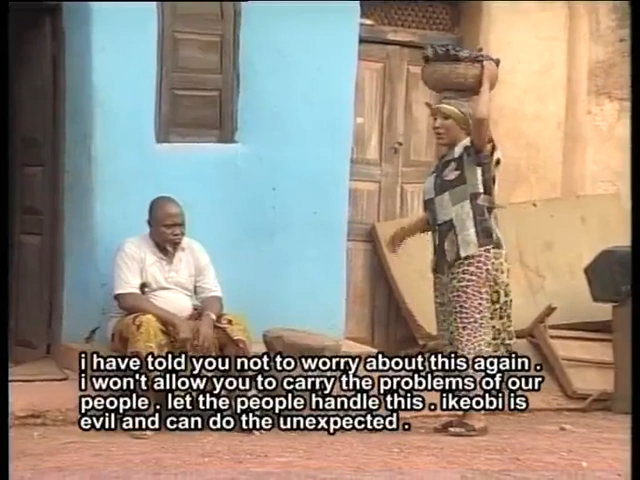 i have told you not to worry about this again .
i won't allow you to carry the problems of our
people . let the people handle this . ikeobi is
evil and can do the unexpected .